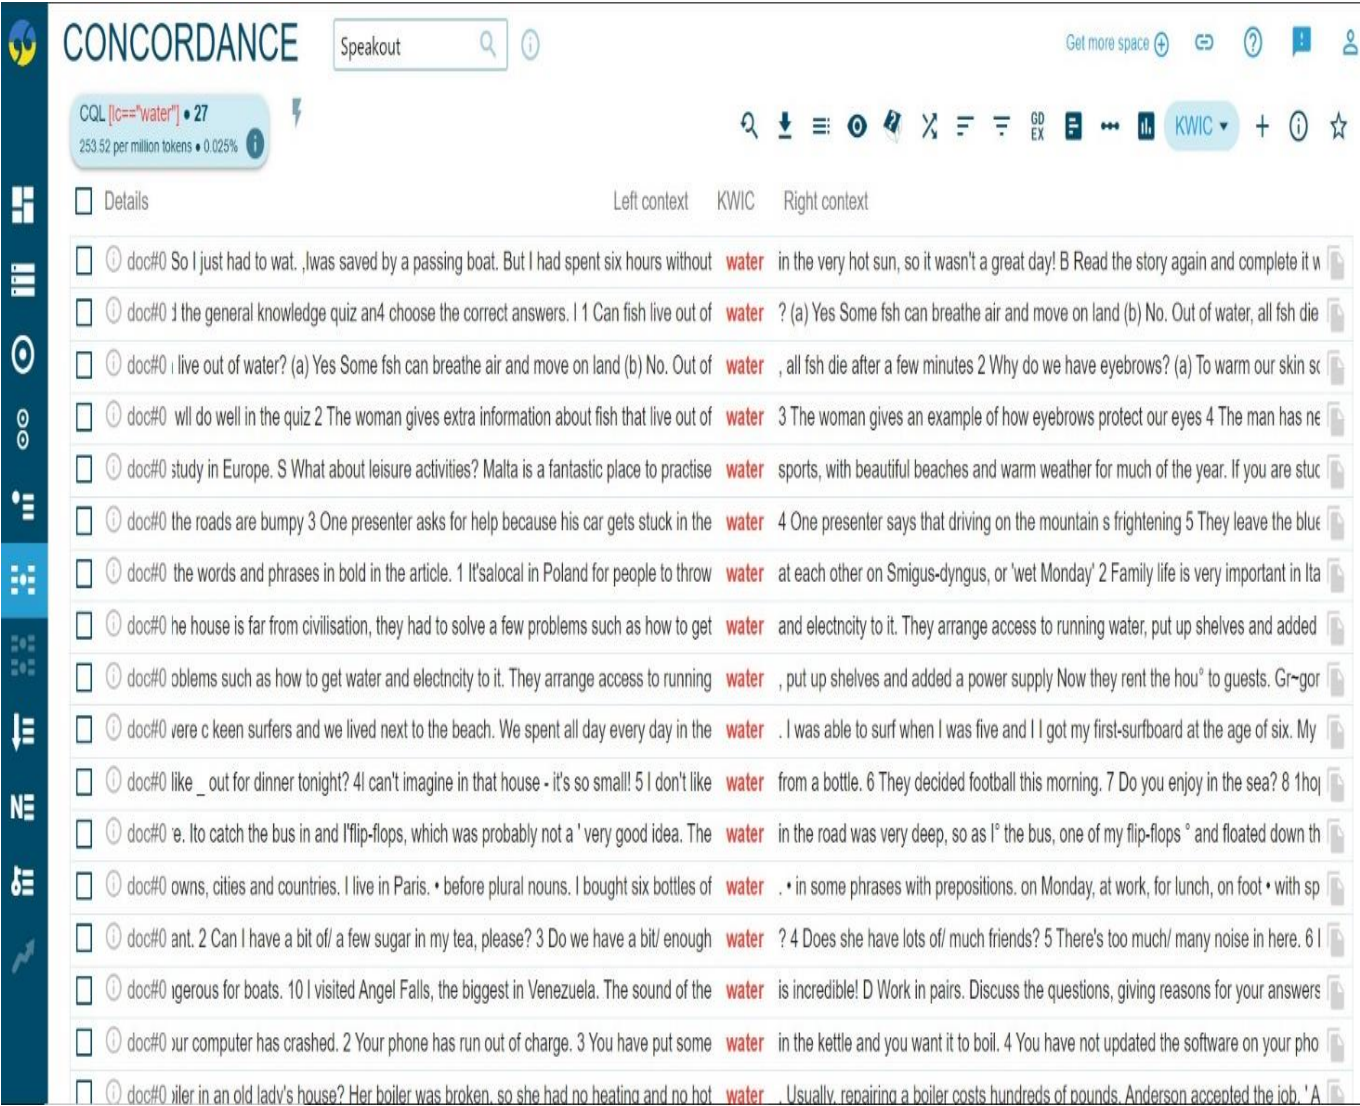 CONCORDANCE Speakout Get more space
CQL [lc=="water"] • 27
253.52 per million tokens • 0.025%
GD EX KWIC
Details Left context KWIC Right context
doc#0 So I just had to wat. ,Iwas saved by a passing boat. But I had spent six hours without water in the very hot sun, so it wasn't a great day! B Read the story again and complete it w
doc#0 d the general knowledge quiz an4 choose the correct answers. I 1 Can fish live out of water ? (a) Yes Some fsh can breathe air and move on land (b) No. Out of water, all fsh die
doc#0 live out of water? (a) Yes Some fsh can breathe air and move on land (b) No. Out of water , all fsh die after a few minutes 2 Why do we have eyebrows? (a) To warm our skin so
doc#0 wll do well in the quiz 2 The woman gives extra information about fish that live out of water 3 The woman gives an example of how eyebrows protect our eyes 4 The man has ne
doc#0 study in Europe. S What about leisure activities? Malta is a fantastic place to practise water sports, with beautiful beaches and warm weather for much of the year. If you are stuc
doc#0 the roads are bumpy 3 One presenter asks for help because his car gets stuck in the water 4 One presenter says that driving on the mountain s frightening 5 They leave the blue
doc#0 the words and phrases in bold in the article. 1 It'salocal in Poland for people to throw water at each other on Smigus-dyngus, or 'wet Monday' 2 Family life is very important in Ita
doc#0 he house is far from civilisation, they had to solve a few problems such as how to get water and electncity to it. They arrange access to running water, put up shelves and added
doc#0 oblems such as how to get water and electncity to it. They arrange access to running water , put up shelves and added a power supply Now they rent the hou° to guests. Gr~gor
doc#0 vere c keen surfers and we lived next to the beach. We spent all day every day in the water . I was able to surf when I was five and I I got my first-surfboard at the age of six. My
doc#0 like _ out for dinner tonight? 4I can't imagine in that house - it's so small! 5 I don't like water from a bottle. 6 They decided football this morning. 7 Do you enjoy in the sea? 8 1hop
doc#0 e. Ito catch the bus in and I'flip-flops, which was probably not a ' very good idea. The water in the road was very deep, so as I° the bus, one of my flip-flops ° and floated down th
doc#0 owns, cities and countries. I live in Paris. • before plural nouns. I bought six bottles of water . • in some phrases with prepositions. on Monday, at work, for lunch, on foot • with sp
doc#0 ant. 2 Can I have a bit of/ a few sugar in my tea, please? 3 Do we have a bit/ enough water ? 4 Does she have lots of/ much friends? 5 There's too much/ many noise in here. 6 I
doc#0 gerous for boats. 10 I visited Angel Falls, the biggest in Venezuela. The sound of the water is incredible! D Work in pairs. Discuss the questions, giving reasons for your answers
doc#0 our computer has crashed. 2 Your phone has run out of charge. 3 You have put some water in the kettle and you want it to boil. 4 You have not updated the software on your pho
doc#0 oiler in an old lady's house? Her boiler was broken, so she had no heating and no hot water . Usually, repairing a boiler costs hundreds of pounds. Anderson accepted the job. ' A